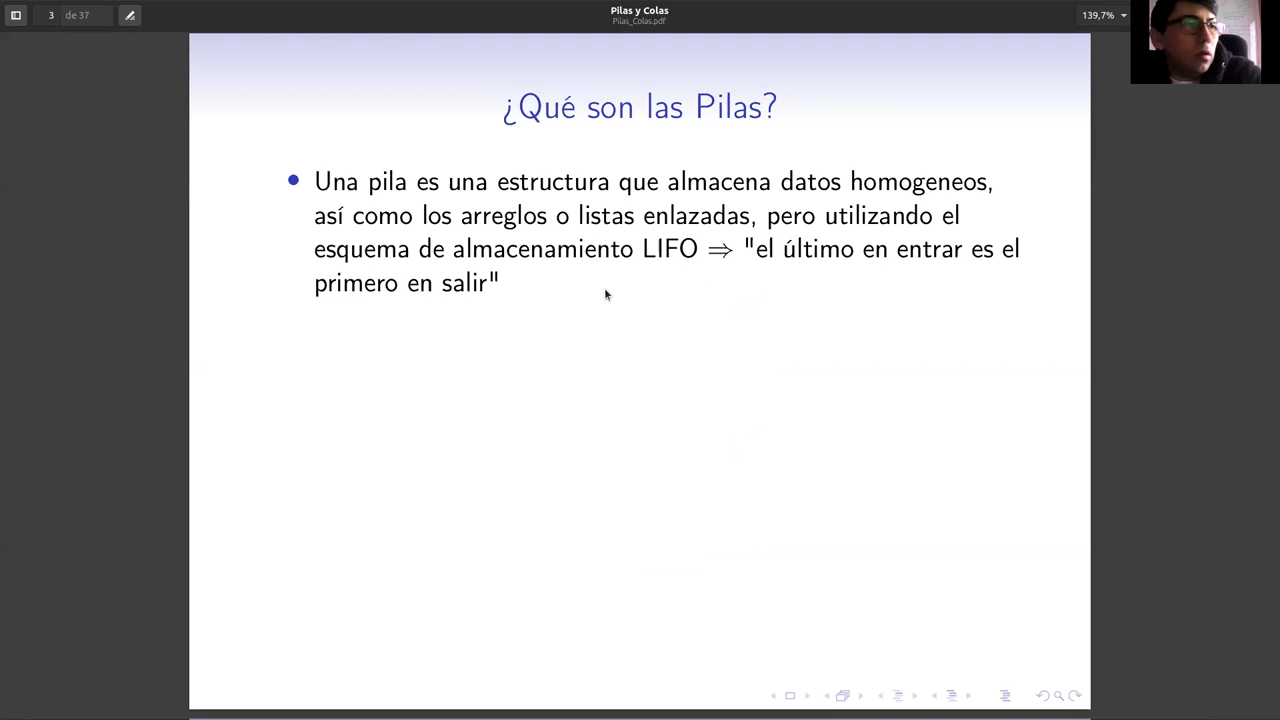 3 de 37
Pilas y Colas
Pilas_Colas.pdf
139,7%
¿Qué son las Pilas?
Una pila es una estructura que almacena datos homogeneos,
así como los arreglos o listas enlazadas, pero utilizando el
esquema de almacenamiento LIFO ⇒ "el último en entrar es el
primero en salir"